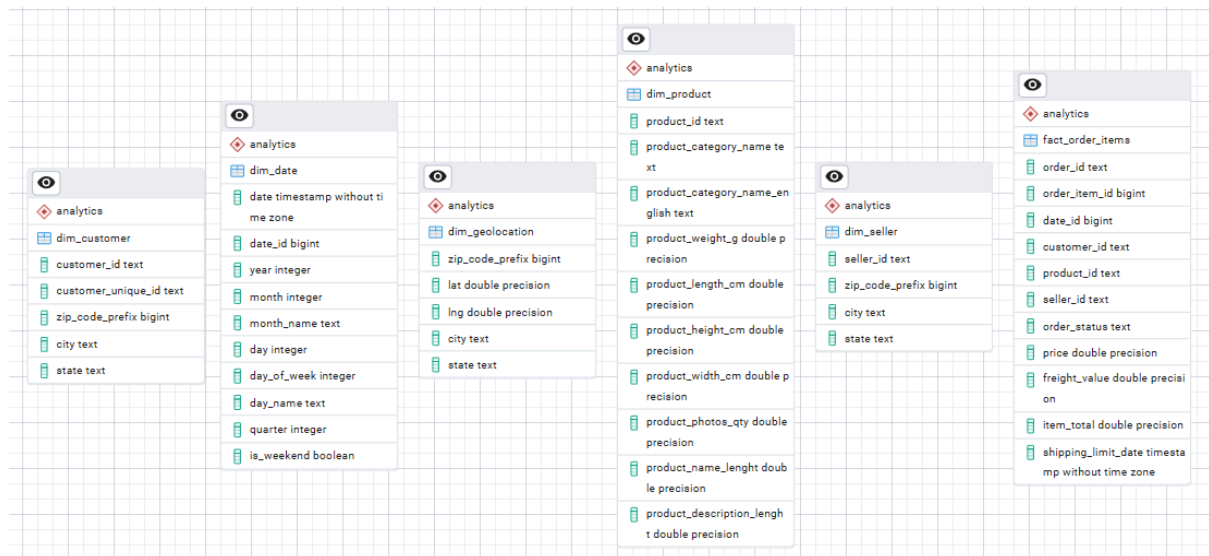 analytics
dim_customer
customer_id text
customer_unique_id text
zip_code_prefix bigint
city text
state text
analytics
dim_date
date timestamp without ti
me zone
date_id bigint
year integer
month integer
month_name text
day integer
day_of_week integer
day_name text
quarter integer
is_weekend boolean
analytics
dim_geolocation
zip_code_prefix bigint
lat double precision
lng double precision
city text
state text
analytics
dim_product
product_id text
product_category_name te
xt
product_category_name_en
glish text
product_weight_g double p
recision
product_length_cm double
precision
product_height_cm double
precision
product_width_cm double p
recision
product_photos_qty double
precision
product_name_lenght doub
le precision
product_description_lengh
t double precision
analytics
dim_seller
seller_id text
zip_code_prefix bigint
city text
state text
analytics
fact_order_items
order_id text
order_item_id bigint
date_id bigint
customer_id text
product_id text
seller_id text
order_status text
price double precision
freight_value double precisi
on
item_total double precision
shipping_limit_date timesta
mp without time zone